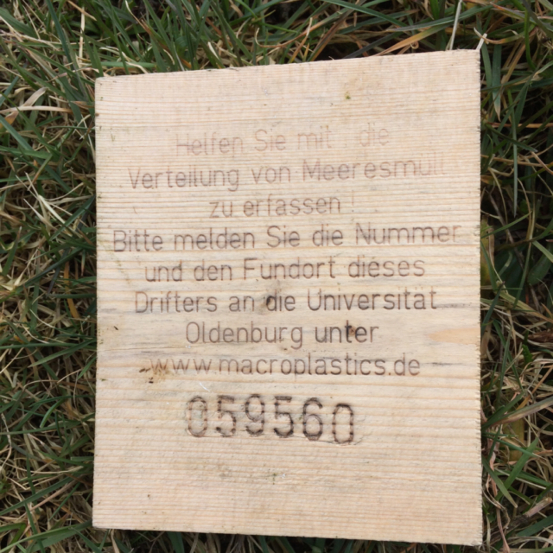 Helfen Sie mit die
Verteilung von Meeresmüll
zu erfassen!
Bitte melden Sie die Nummer
und den Fundort dieses
Drifters an die Universität
Oldenburg unter
www.macroplastics.de
059560